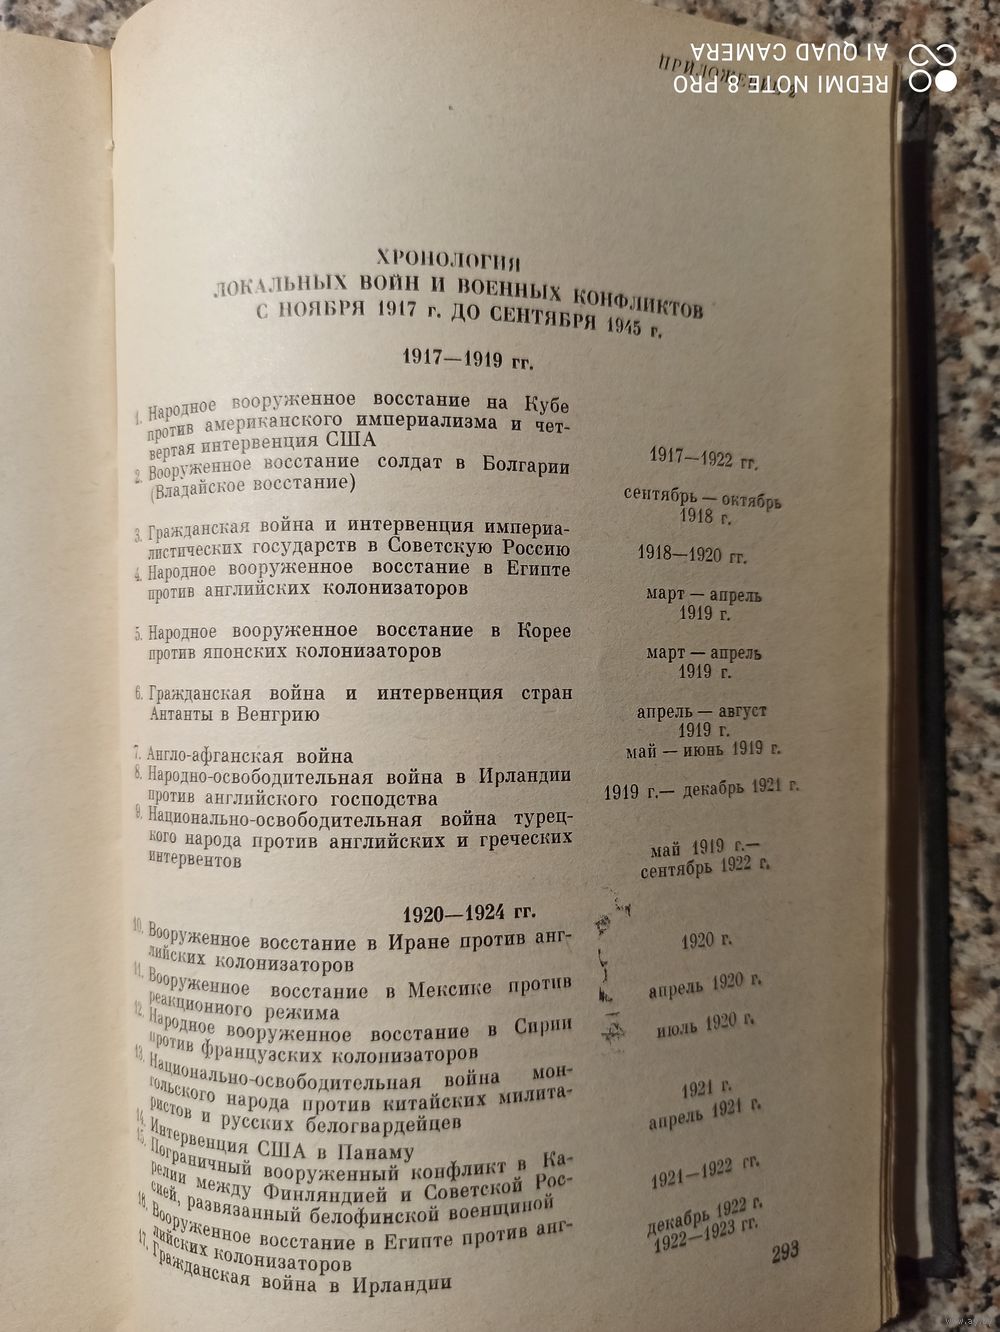 ПРИЛОЖЕНИЕ
REDMI NOTE 8 PRO
AI QUAD CAMERA
ХРОНОЛОГИЯ
ЛОКАЛЬНЫХ ВОЙН И ВОЕННЫХ КОНФЛИКТОВ
С НОЯБРЯ 1917 г. ДО СЕНТЯБРЯ 1945 г.
1917—1919 гг.
1. Народное вооруженное восстание на Кубе
против американского империализма и чет-
вертая интервенция США 1917—1922 гг.
2. Вооруженное восстание солдат в Болгарии
(Владайское восстание) сентябрь — октябрь
1918 г.
3. Гражданская война и интервенция империа-
листических государств в Советскую Россию 1918—1920 гг.
4. Народное вооруженное восстание в Египте
против английских колонизаторов март — апрель
1919 г.
5. Народное вооруженное восстание в Корее
против японских колонизаторов март — апрель
1919 г.
6. Гражданская война и интервенция стран
Антанты в Венгрию апрель — август
1919 г.
7. Англо-афганская война май — июнь 1919 г.
8. Народно-освободительная война в Ирландии
против английского господства 1919 г.— декабрь 1921 г.
9. Национально-освободительная война турец-
кого народа против английских и греческих
интервентов май 1919 г.—
сентябрь 1922 г.
1920—1924 гг.
10. Вооруженное восстание в Иране против анг-
лийских колонизаторов 1920 г.
11. Вооруженное восстание в Мексике против
реакционного режима апрель 1920 г.
12. Народное вооруженное восстание в Сирии
против французских колонизаторов июль 1920 г.
13. Национально-освободительная война мон-
гольского народа против китайских милита-
ристов и русских белогвардейцев 1921 г.
14. Интервенция США в Панаму апрель 1921 г.
15. Пограничный вооруженный конфликт в Ка-
релии между Финляндией и Советской Рос-
сией, развязанный белофинской военщиной 1921—1922 гг.
16. Вооруженное восстание в Египте против анг-
лийских колонизаторов декабрь 1922 г.
17. Гражданская война в Ирландии 1922—1923 гг.
293
www.ay.by